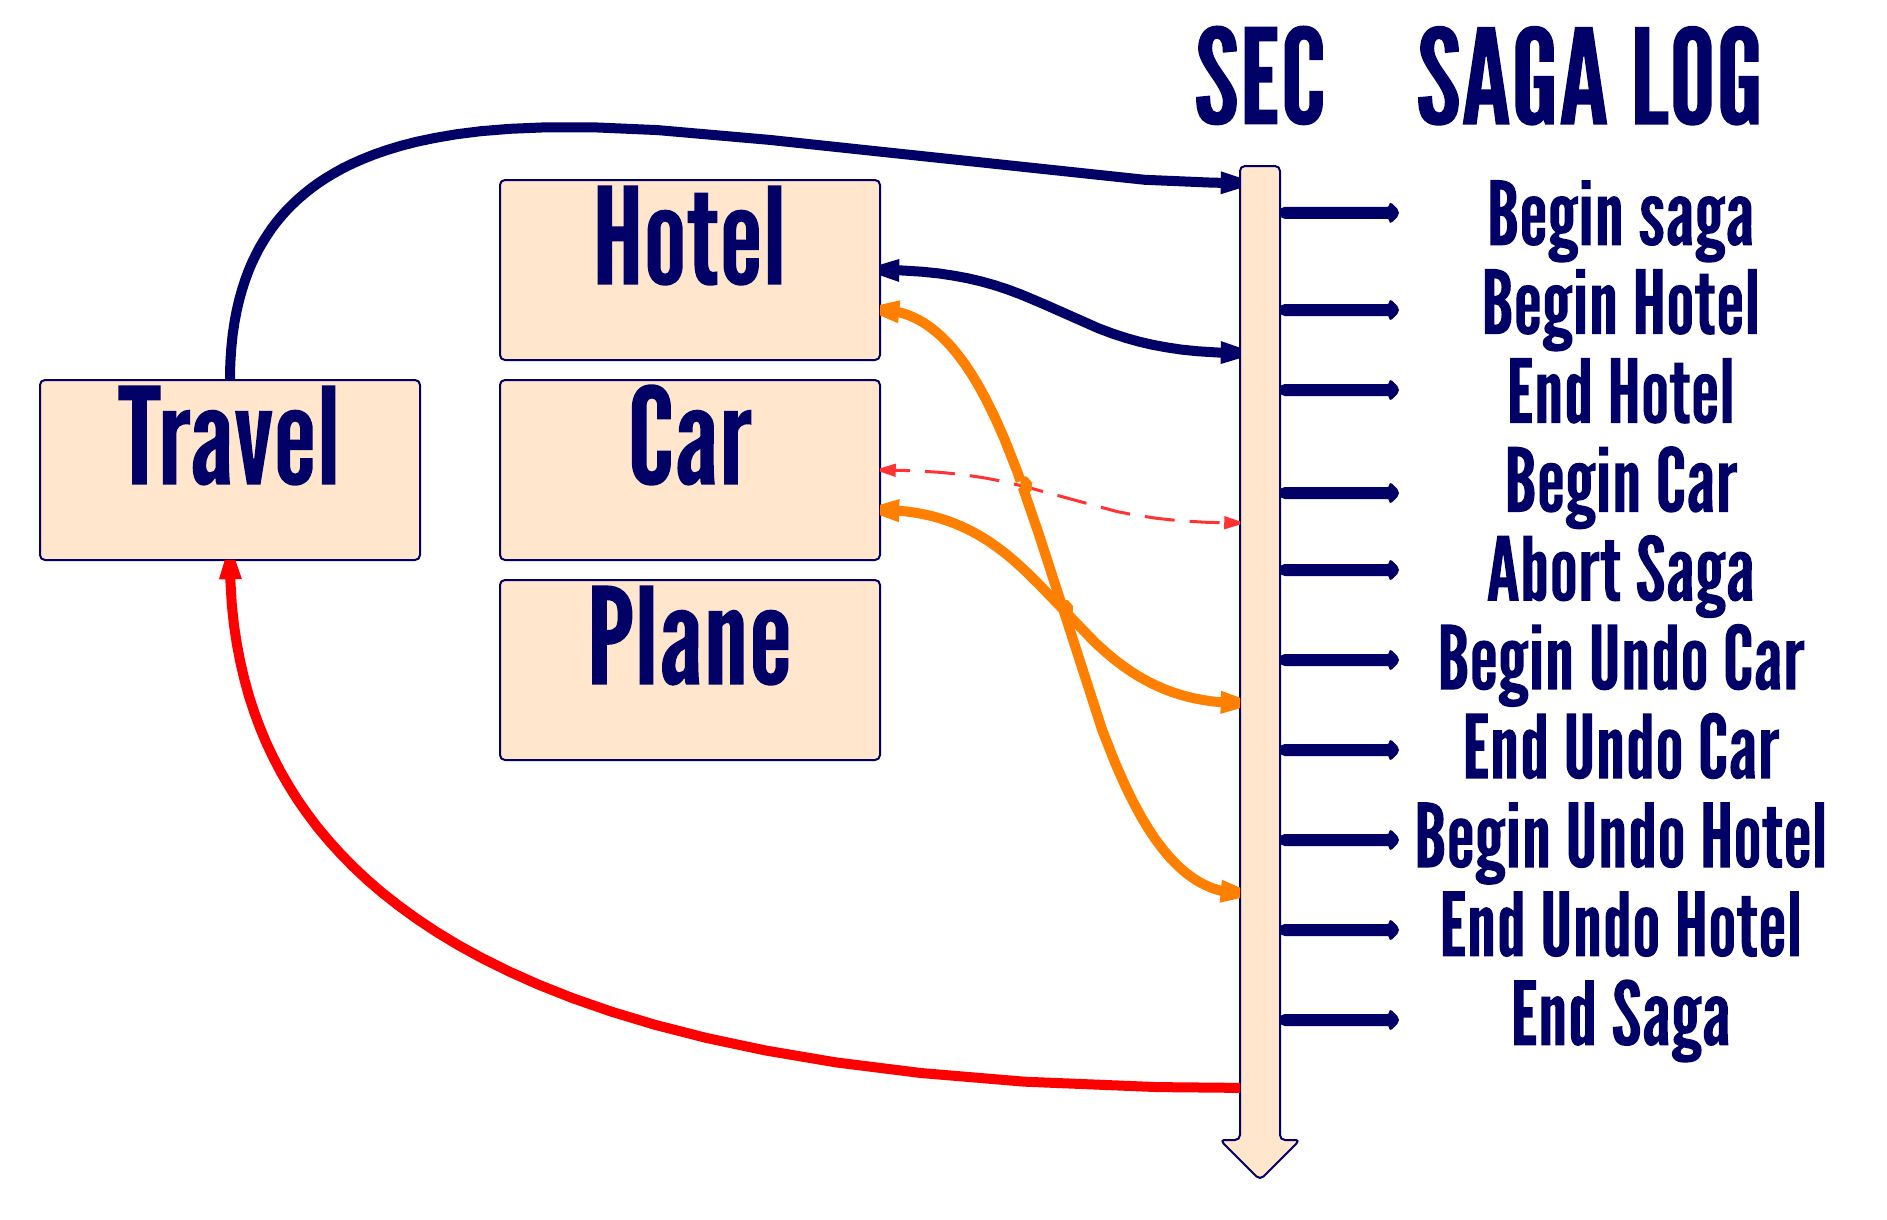 SEC SAGA LOG
Hotel
Car
Plane
Travel
Begin saga
Begin Hotel
End Hotel
Begin Car
Abort Saga
Begin Undo Car
End Undo Car
Begin Undo Hotel
End Undo Hotel
End Saga